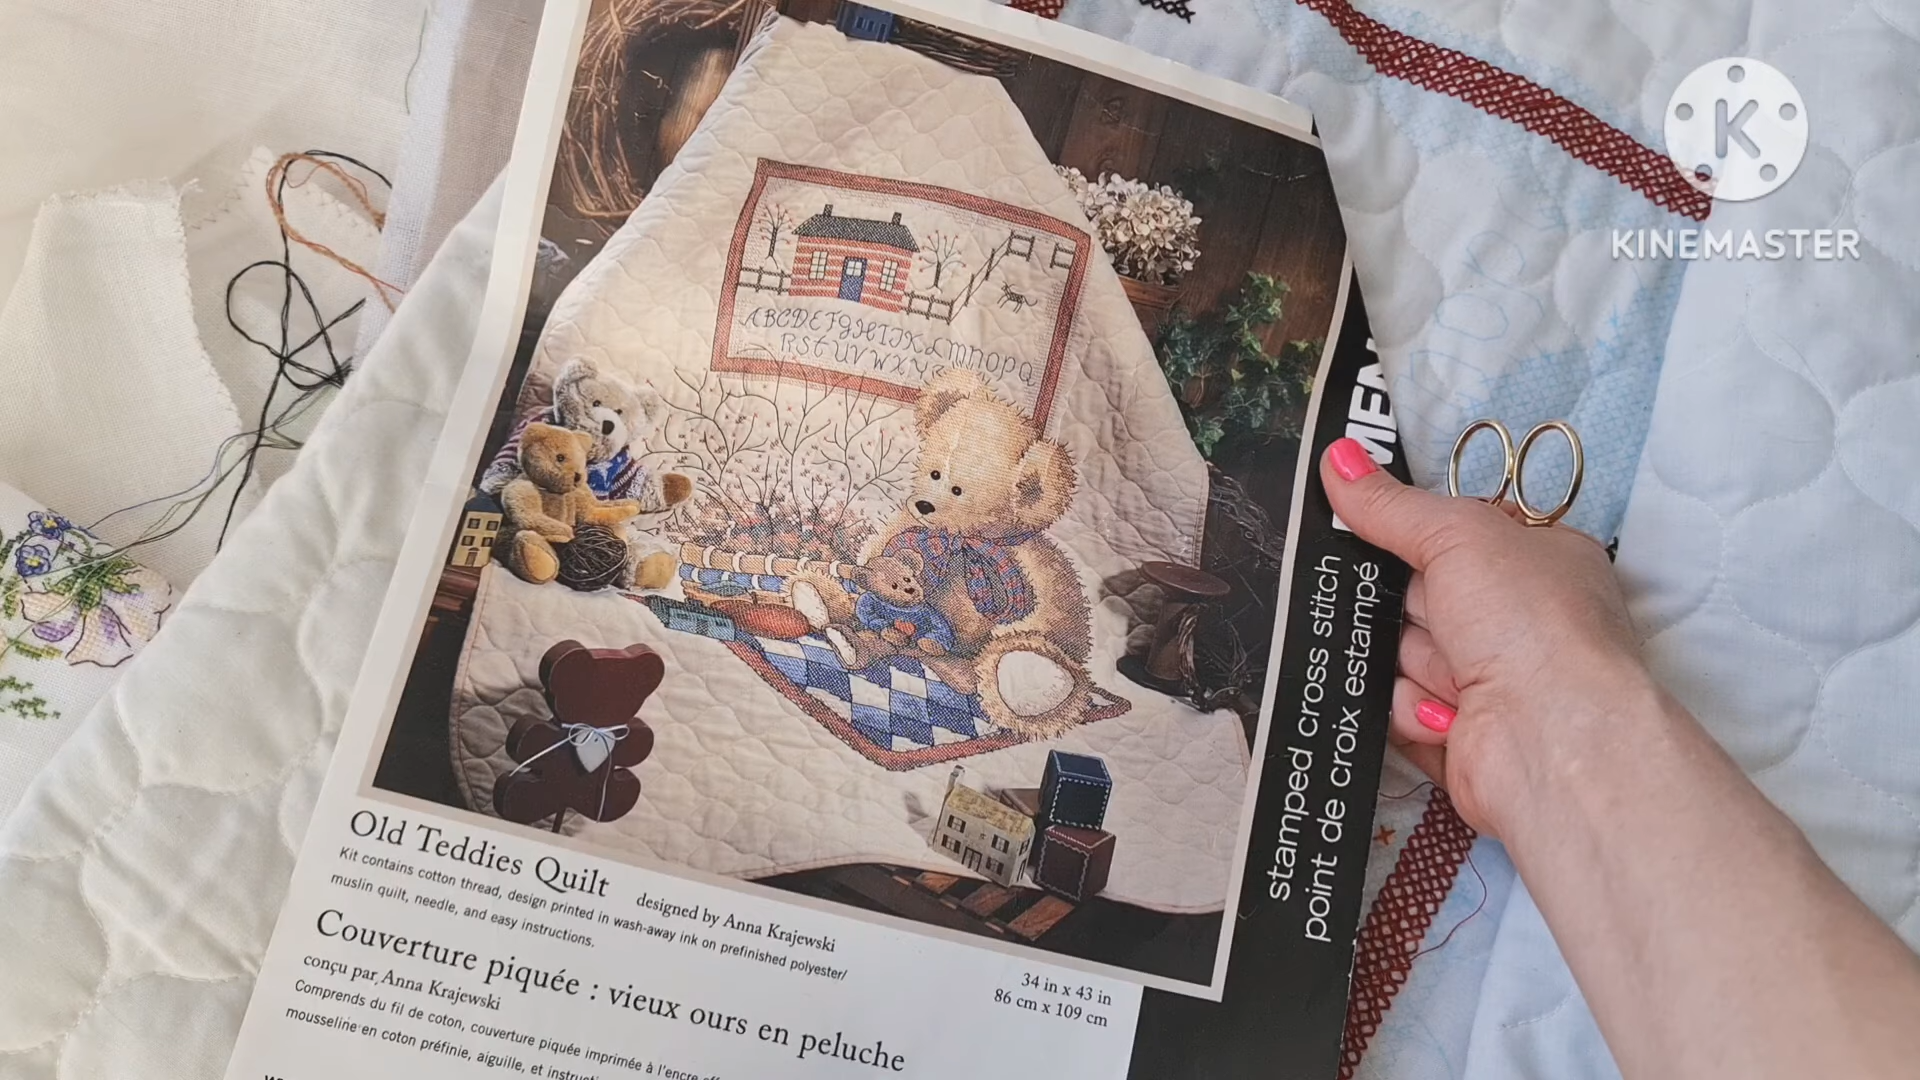 K
KINEMASTER
ABCDEFGHIJKLMNOPQ
RSTUVWXYZ
stamped cross stitch
point de croix estampé
Old Teddies Quilt
designed by Anna Krajewski
Kit contains cotton thread, design printed in wash-away ink on prefinished polyester/
muslin quilt, needle, and easy instructions.
Couverture piquée : vieux ours en peluche
conçu par Anna Krajewski
Comprends du fil de coton, couverture piquée imprimée à l'encre
mousseline en coton préfinie, aiguille, et
34 in x 43 in
86 cm x 109 cm